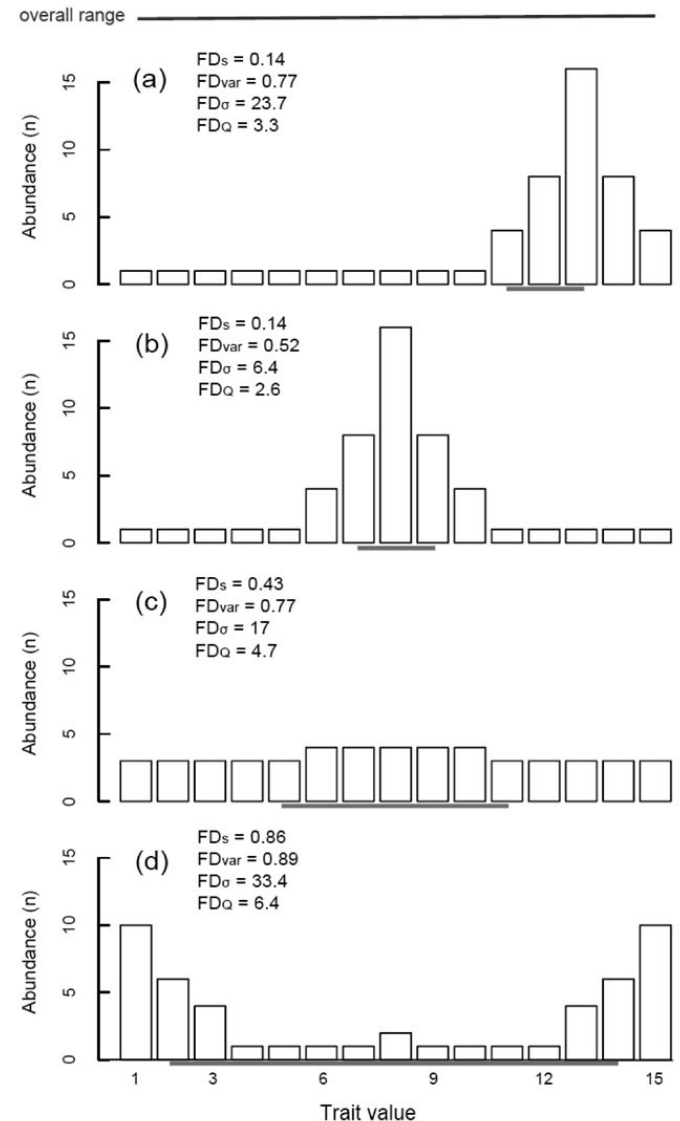 overall range
(a)
FDs = 0.14
FDvar = 0.77
FDσ = 23.7
FDQ = 3.3
Abundance (n)
15
10
5
0
(b)
FDs = 0.14
FDvar = 0.52
FDσ = 6.4
FDQ = 2.6
Abundance (n)
15
10
5
0
(c)
FDs = 0.43
FDvar = 0.77
FDσ = 17
FDQ = 4.7
Abundance (n)
15
10
5
0
(d)
FDs = 0.86
FDvar = 0.89
FDσ = 33.4
FDQ = 6.4
Abundance (n)
15
10
5
0
1 3 6 9 12 15
Trait value